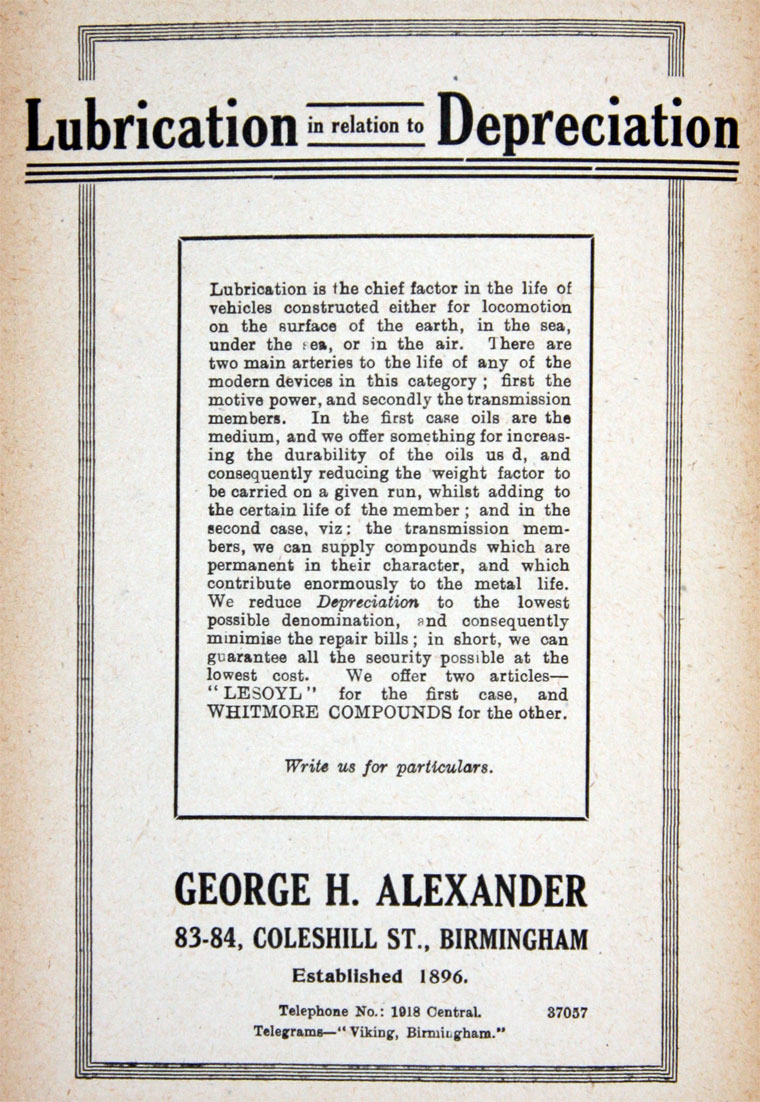 Lubrication in relation to Depreciation
Lubrication is the chief factor in the life of
vehicles constructed either for locomotion
on the surface of the earth, in the sea,
under the sea, or in the air. There are
two main arteries to the life of any of the
modern devices in this category ; first the
motive power, and secondly the transmission
members. In the first case oils are the
medium, and we offer something for increas-
ing the durability of the oils us d, and
consequently reducing the weight factor to
be carried on a given run, whilst adding to
the certain life of the member ; and in the
second case, viz: the transmission mem-
bers, we can supply compounds which are
permanent in their character, and which
contribute enormously to the metal life.
We reduce Depreciation to the lowest
possible denomination, and consequently
minimise the repair bills ; in short, we can
guarantee all the security possible at the
lowest cost. We offer two articles—
“LESOYL” for the first case, and
WHITMORE COMPOUNDS for the other.
Write us for particulars.
GEORGE H. ALEXANDER
83-84, COLESHILL ST., BIRMINGHAM
Established 1896.
Telephone No.: 1918 Central. 37057
Telegrams—“Viking, Birmingham.”